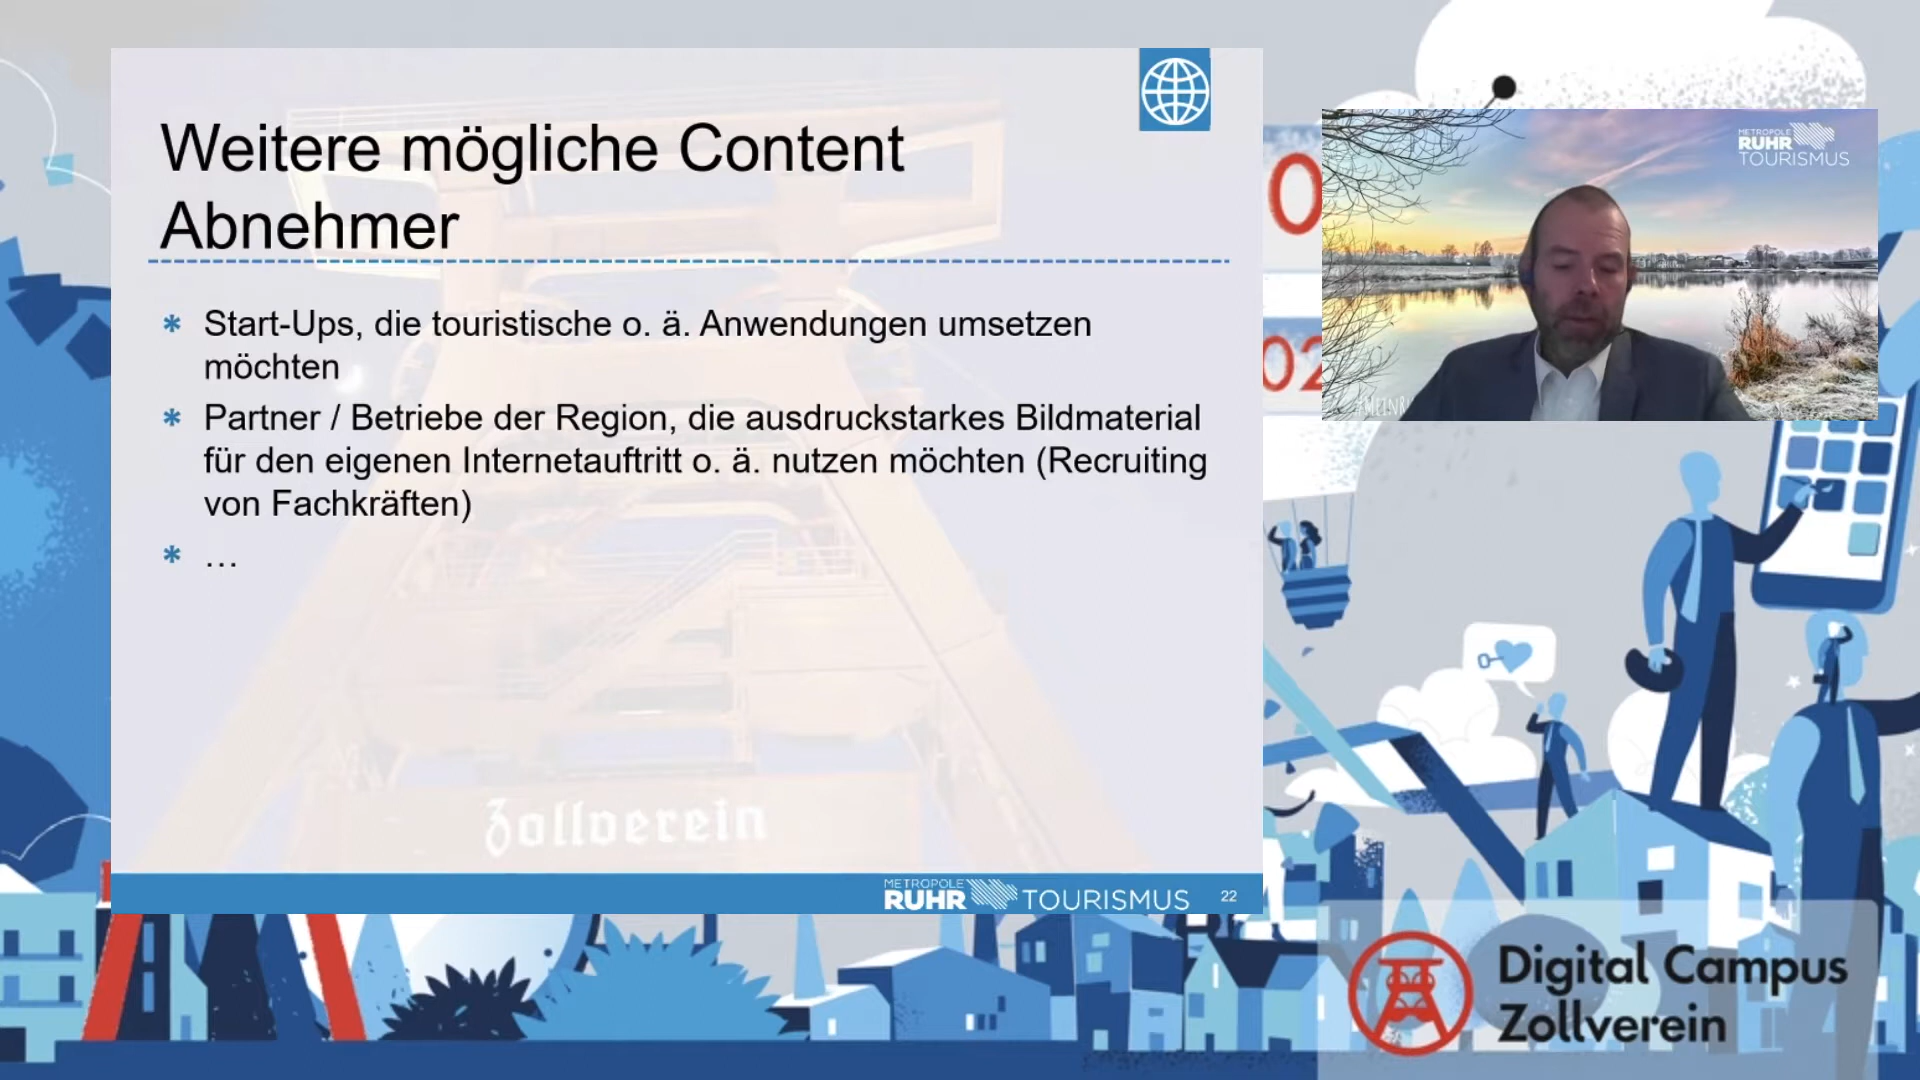 Weitere mögliche Content
Abnehmer
* Start-Ups, die touristische o. ä. Anwendungen umsetzen
möchten
* Partner / Betriebe der Region, die ausdruckstarkes Bildmaterial
für den eigenen Internetauftritt o. ä. nutzen möchten (Recruiting
von Fachkräften)
* …
Zollverein
METROPOLE
RUHR TOURISMUS
22
METROPOLE
RUHR
TOURISMUS
Digital Campus
Zollverein